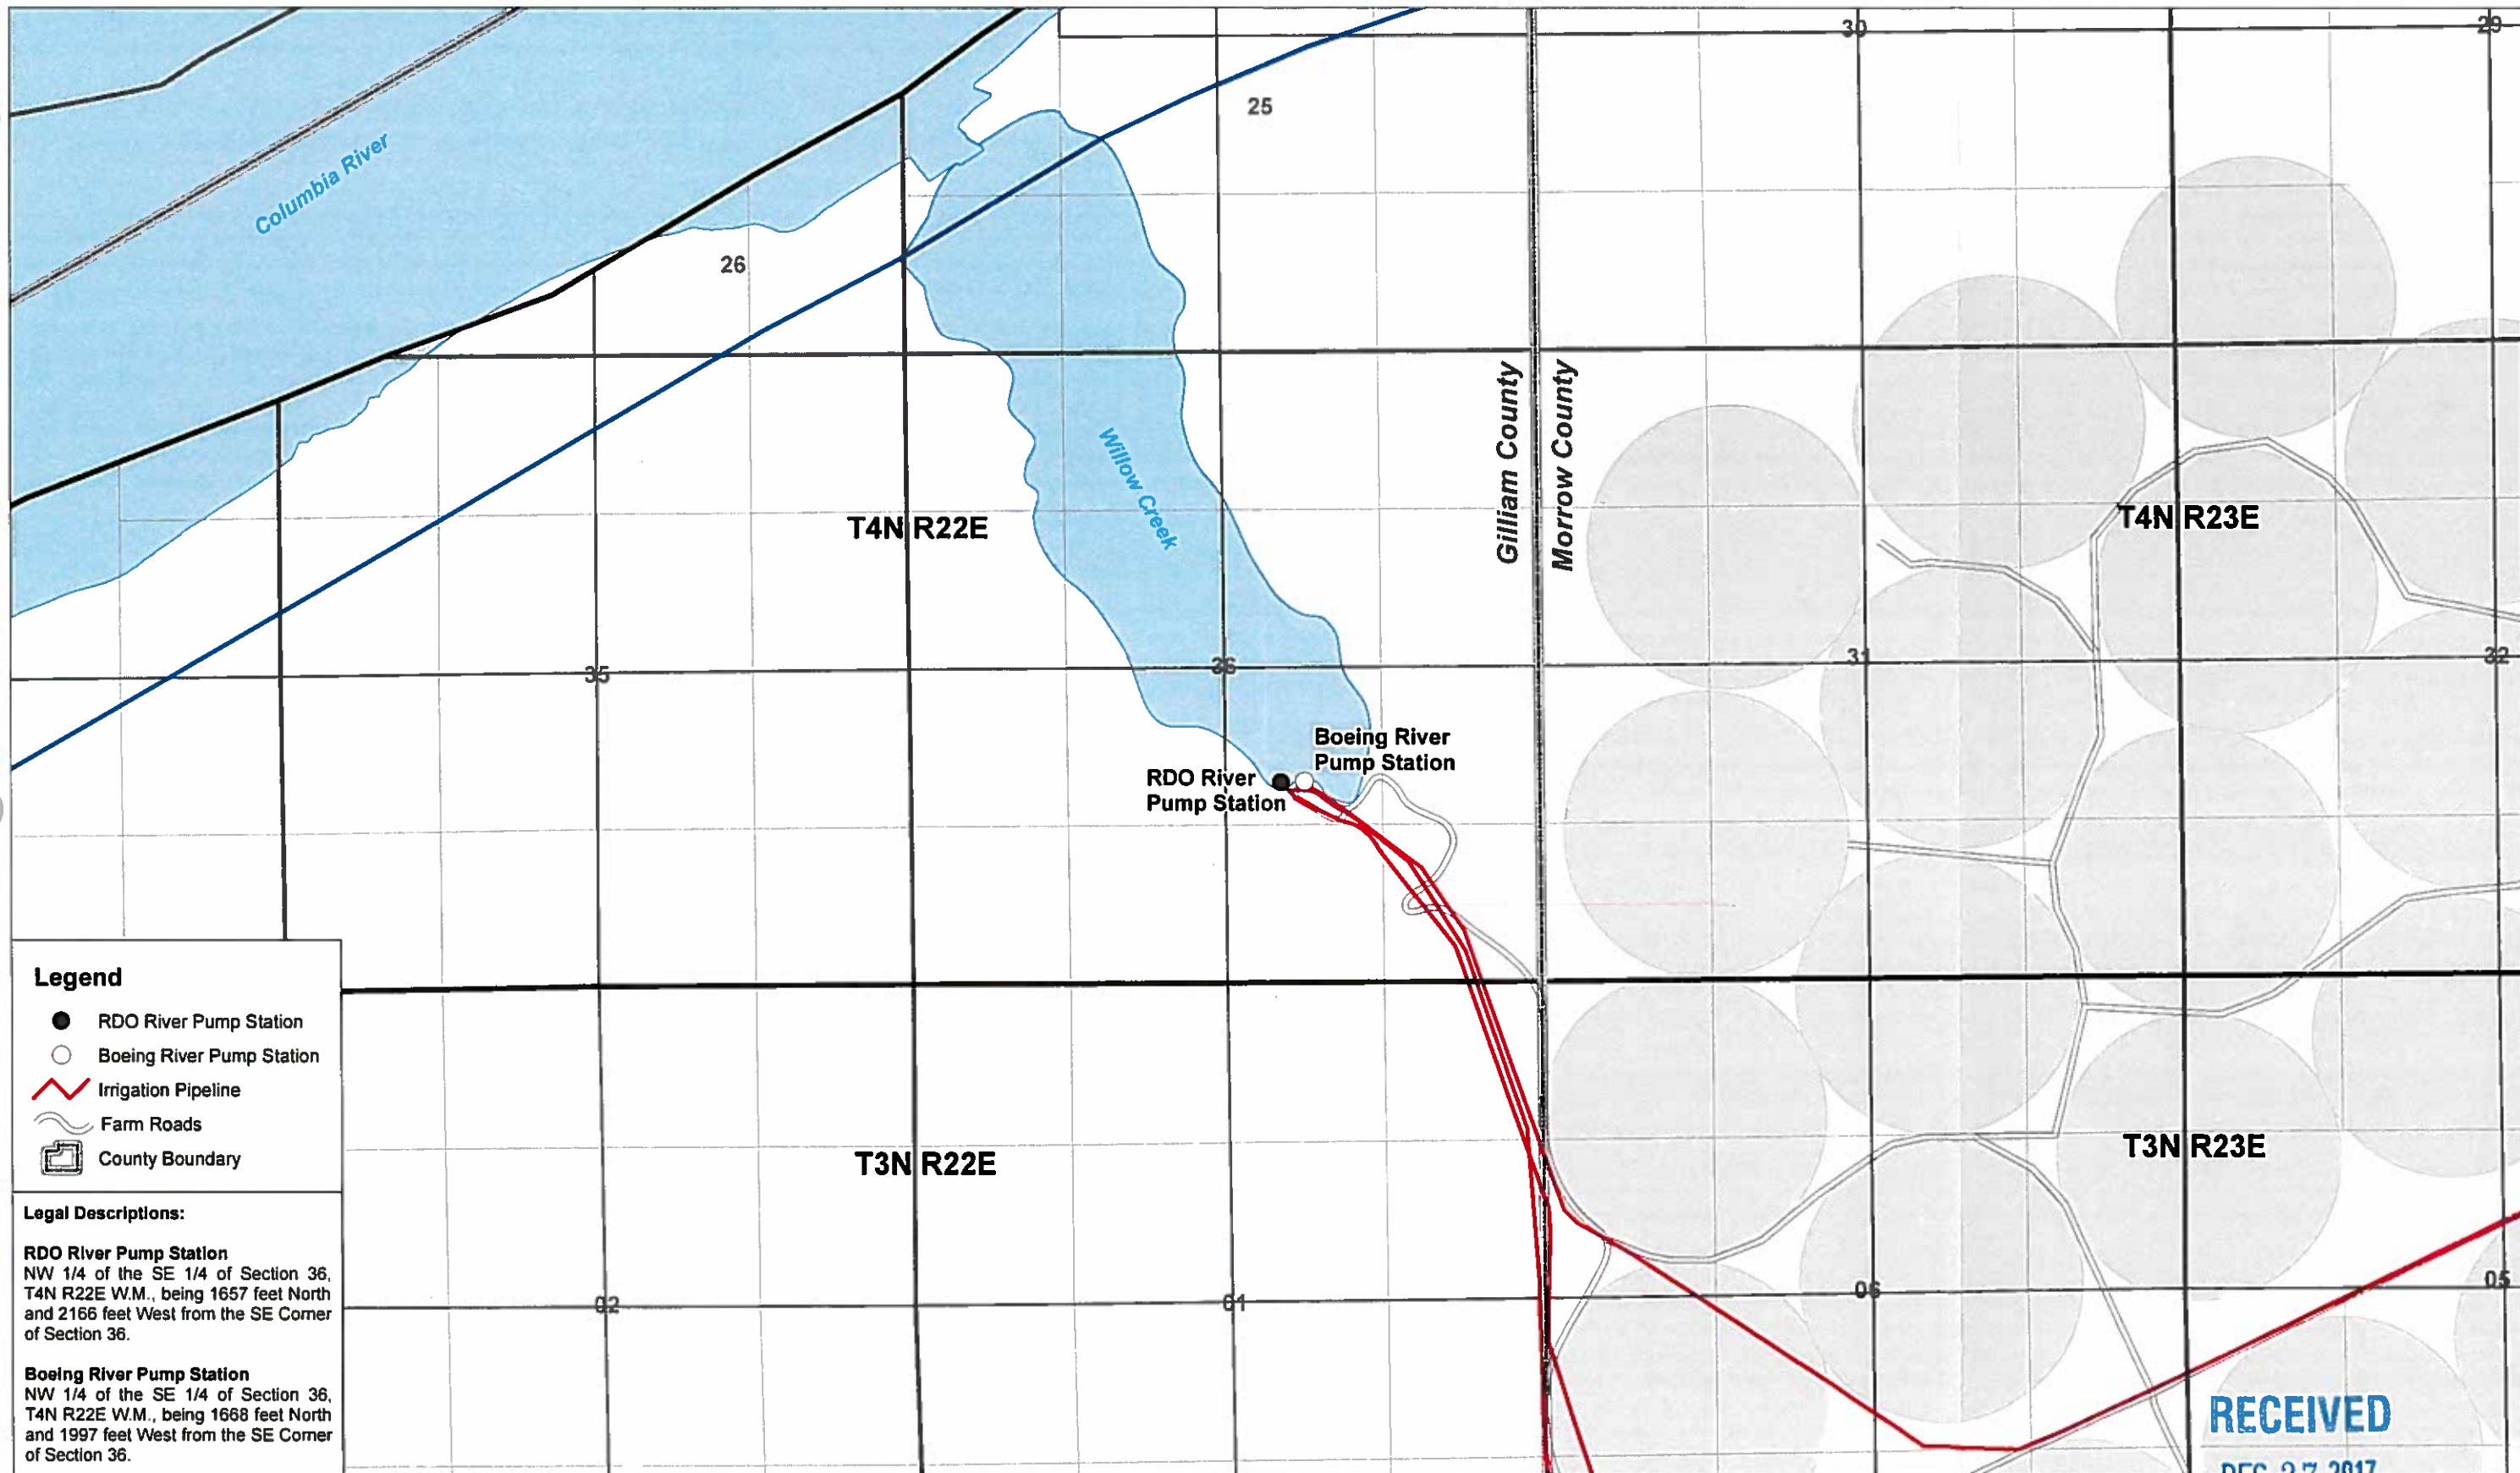 30
29
25
Columbia River
26
Gilliam County
Morrow County
Willow Creek
T4N R22E
T4N R23E
35
36
31
32
Boeing River
Pump Station
RDO River
Pump Station
T3N R22E
T3N R23E
02
01
06
05
Legend
RDO River Pump Station
Boeing River Pump Station
Irrigation Pipeline
Farm Roads
County Boundary
Legal Descriptions:
RDO River Pump Station
NW 1/4 of the SE 1/4 of Section 36,
T4N R22E W.M., being 1657 feet North
and 2166 feet West from the SE Corner
of Section 36.
Boeing River Pump Station
NW 1/4 of the SE 1/4 of Section 36,
T4N R22E W.M., being 1668 feet North
and 1997 feet West from the SE Corner
of Section 36.
RECEIVED
DEC 27 2017